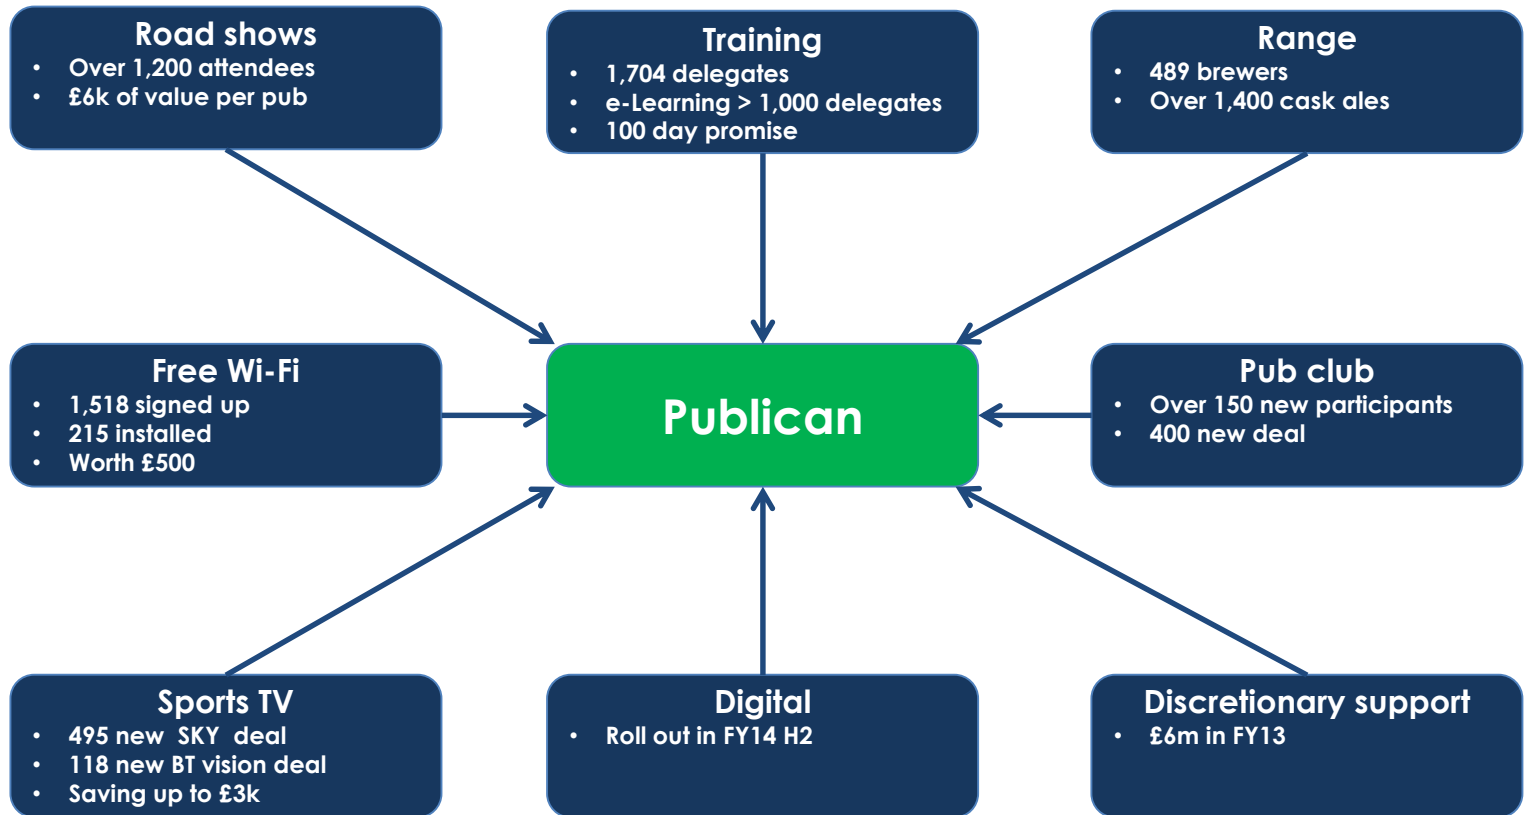 Road shows
• Over 1,200 attendees
• £6k of value per pub
Training
• 1,704 delegates
• e-Learning > 1,000 delegates
• 100 day promise
Range
• 489 brewers
• Over 1,400 cask ales
Free Wi-Fi
• 1,518 signed up
• 215 installed
• Worth £500
Publican
Pub club
• Over 150 new participants
• 400 new deal
Sports TV
• 495 new SKY deal
• 118 new BT vision deal
• Saving up to £3k
Digital
• Roll out in FY14 H2
Discretionary support
• £6m in FY13